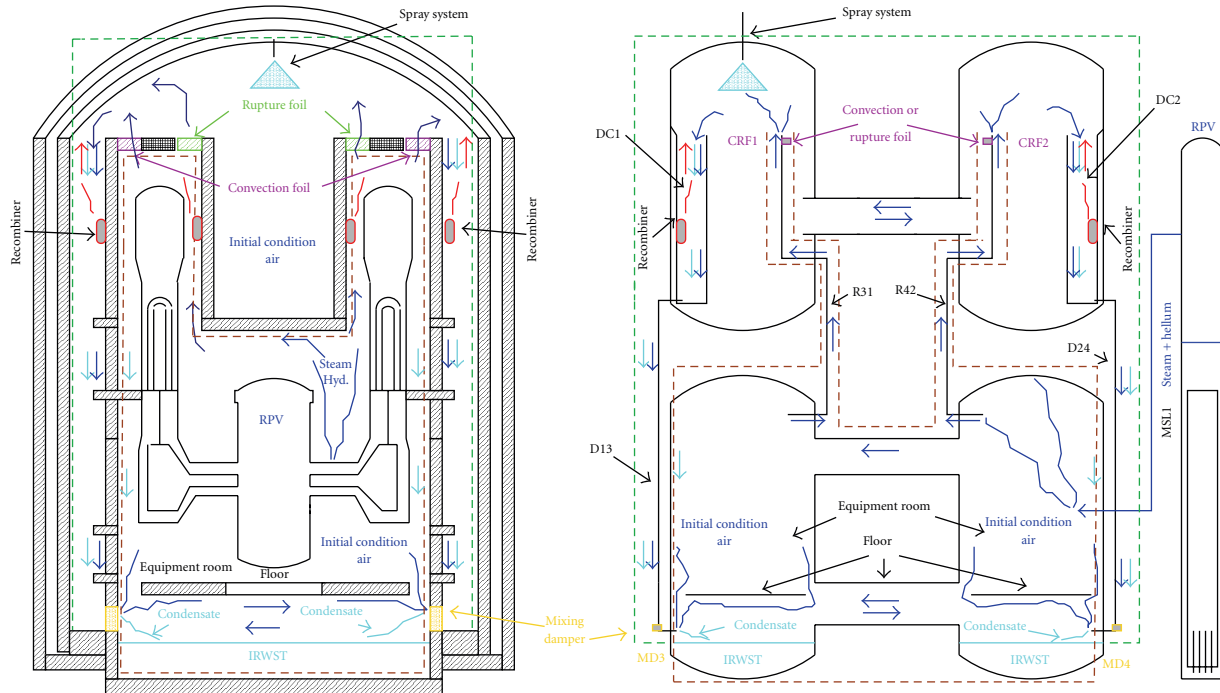 Spray system
Rupture foil
Convection foil
Recombiner
Recombiner
Initial condition
air
Steam
Hyd.
RPV
Initial condition
air
Equipment room
Floor
Condensate
Condensate
IRWST
Mixing
damper
Spray system
Convection or
rupture foil
CRF1
CRF2
DC1
DC2
RPV
Recombiner
Recombiner
R31
R42
D24
D13
Steam + hellum
MSL1
Equipment room
Initial condition
air
Initial condition
air
Floor
Condensate
Condensate
MD3
IRWST
IRWST
MD4